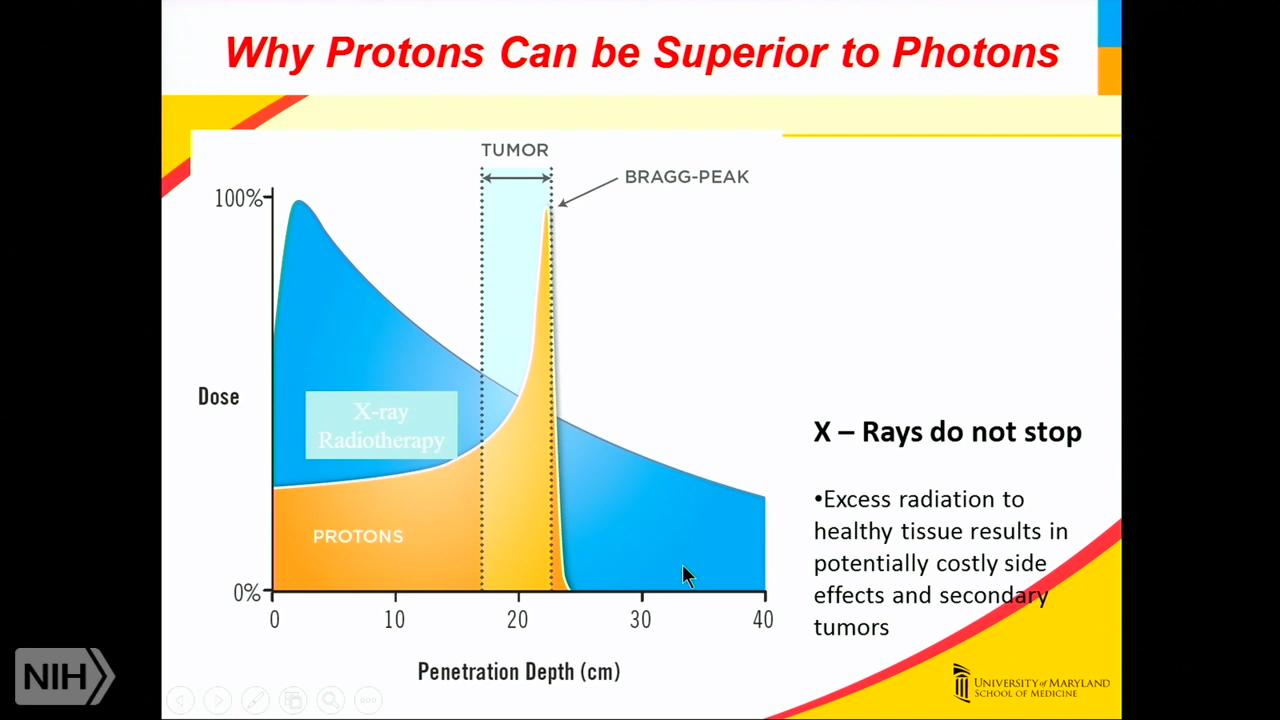 Why Protons Can be Superior to Photons
TUMOR
BRAGG-PEAK
100%
Dose
X-ray
Radiotherapy
PROTONS
0%
0 10 20 30 40
Penetration Depth (cm)
X – Rays do not stop
•Excess radiation to
healthy tissue results in
potentially costly side
effects and secondary
tumors
NIH
UNIVERSITY of MARYLAND
SCHOOL OF MEDICINE